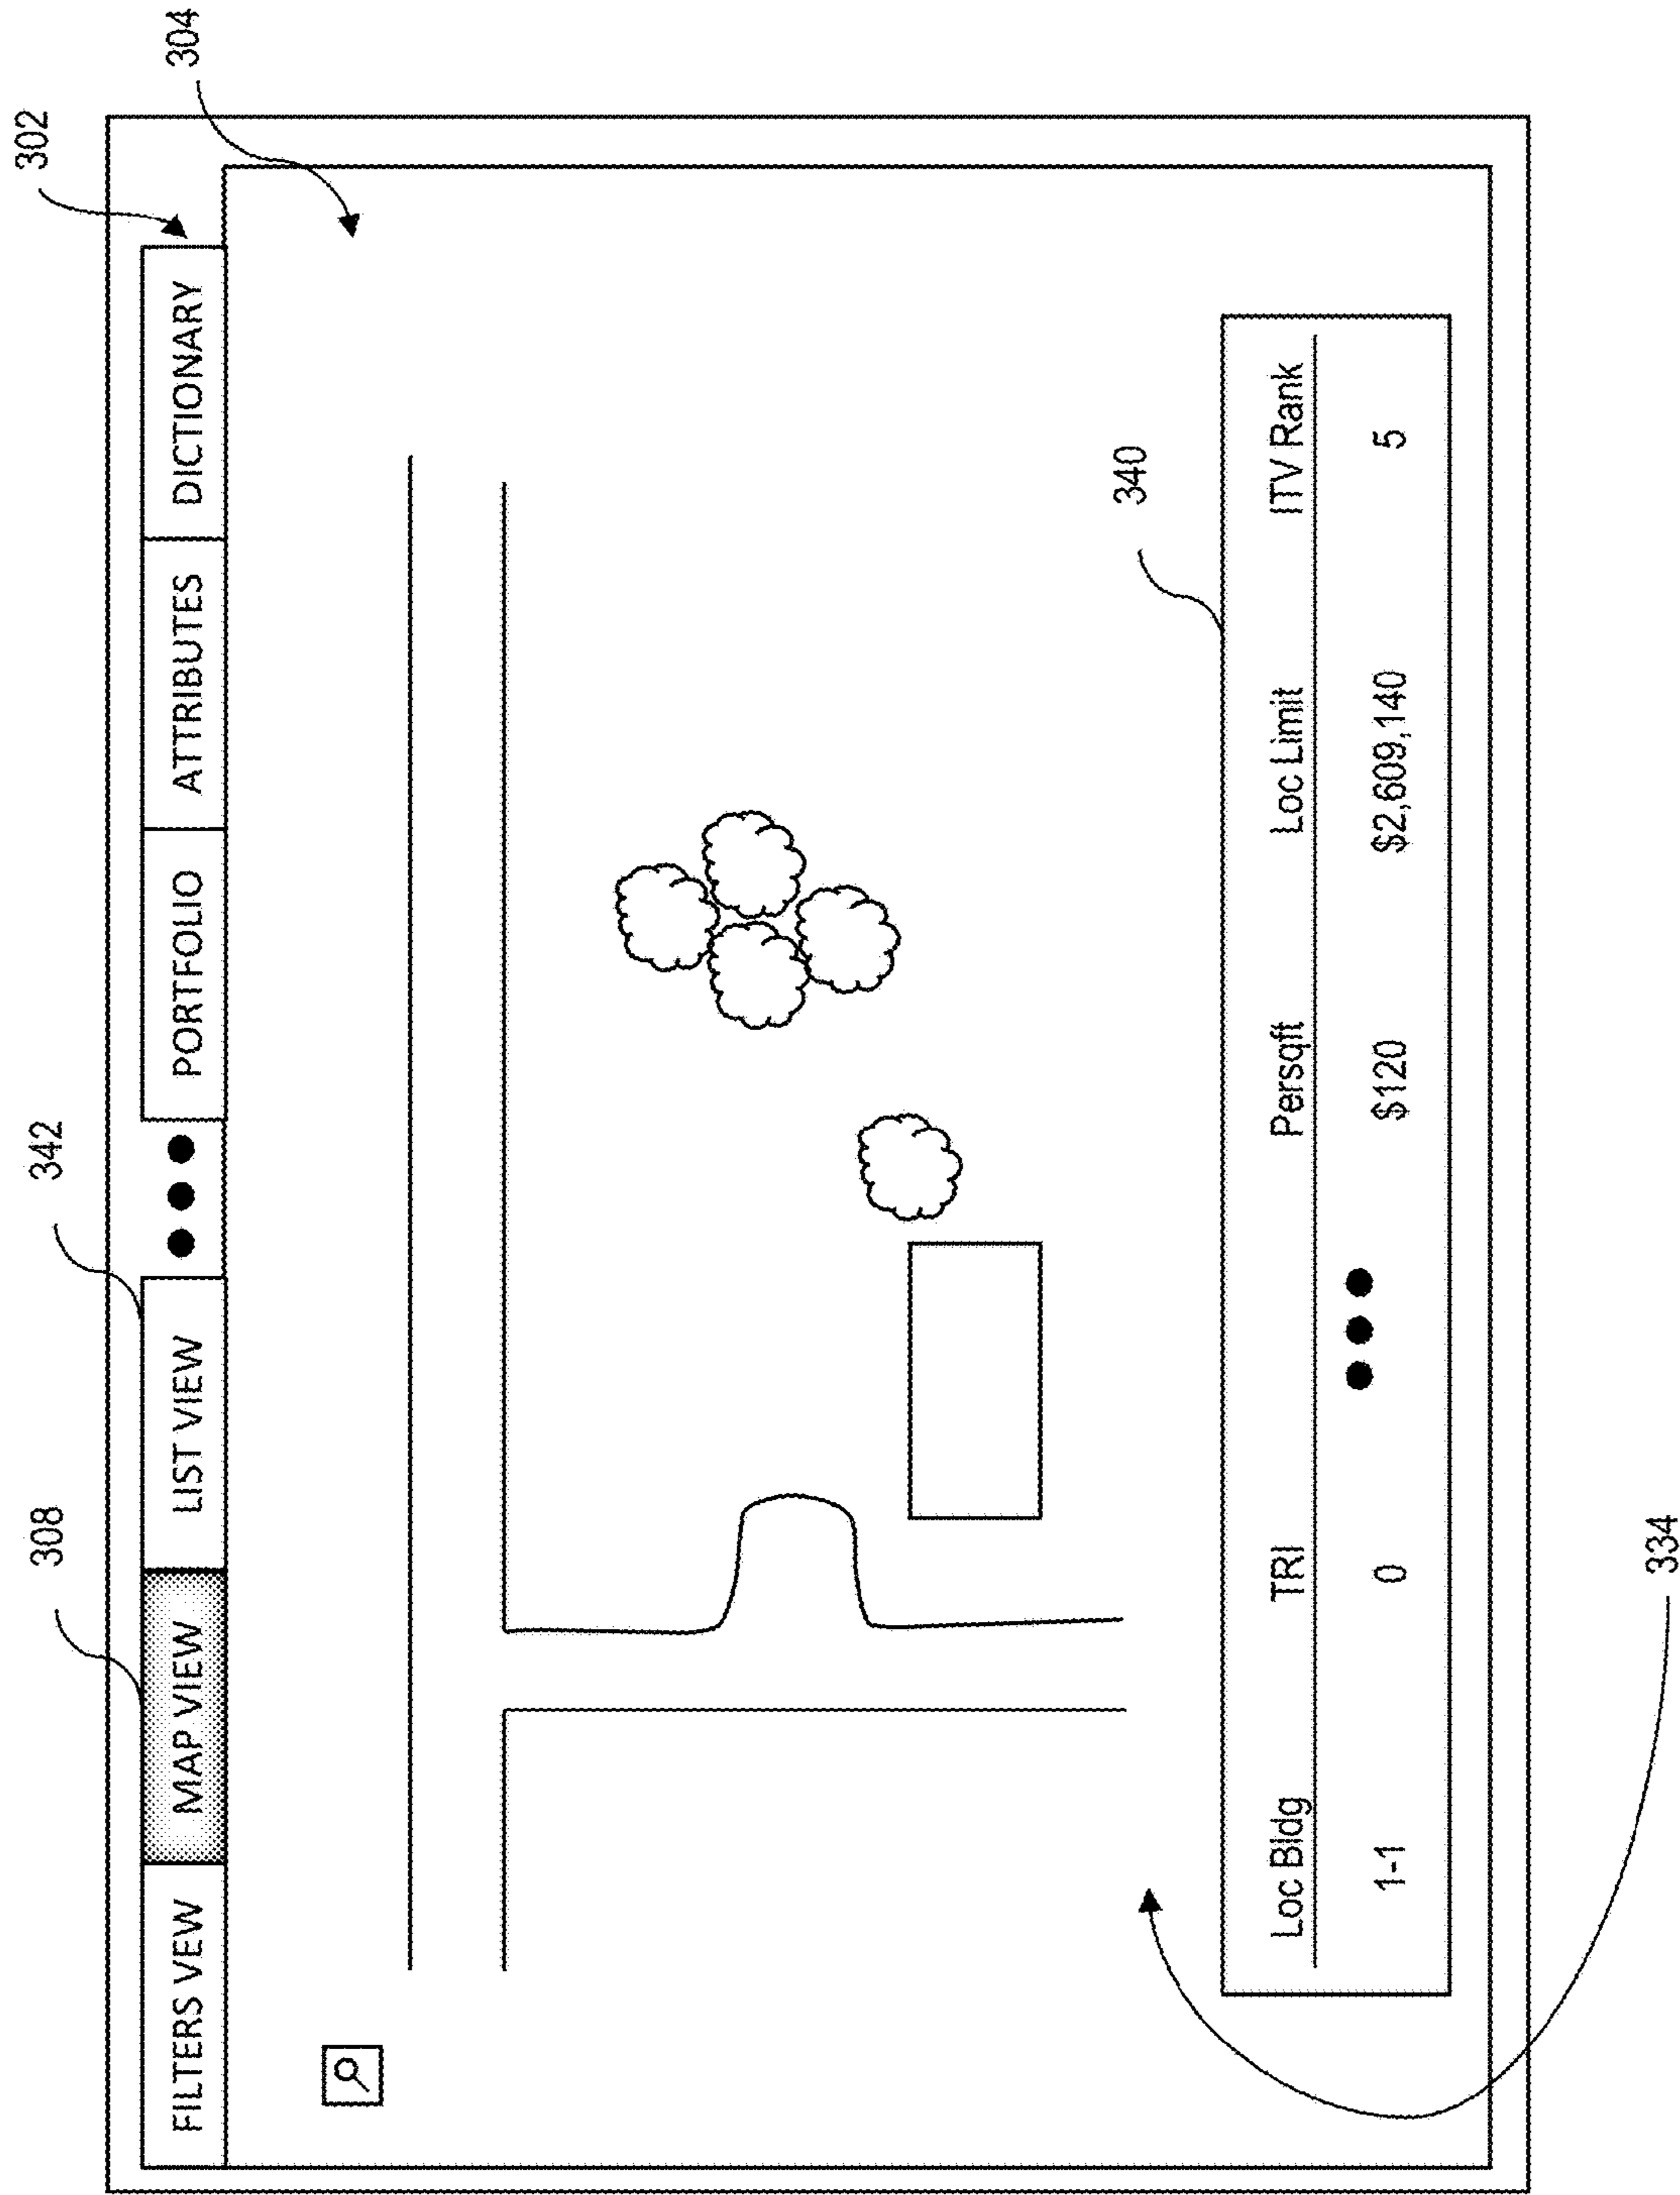 302
304
308
342
FILTERS VEW
MAP VIEW
LIST VIEW
PORTFOLIO
ATTRIBUTES
DICTIONARY
340
Loc Bldg TRI Persqft Loc Limit ITV Rank
1-1 0 $120 $2,609,140 5
334